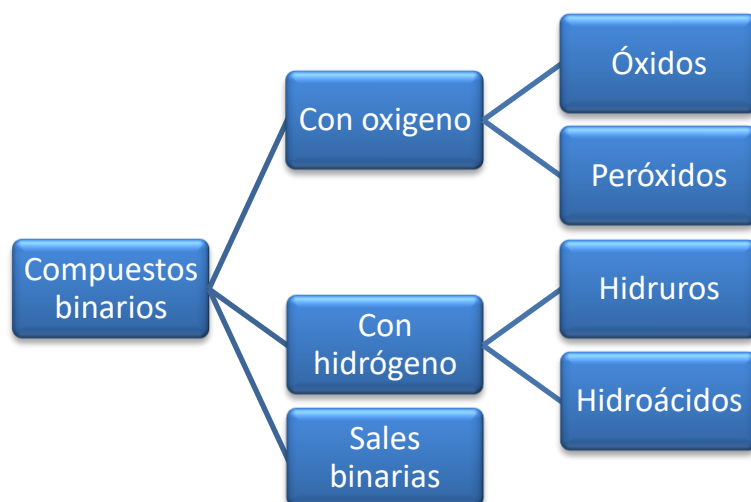 Compuestos
binarios
Con oxigeno
Óxidos
Peróxidos
Con
hidrógeno
Hidruros
Hidroácidos
Sales
binarias